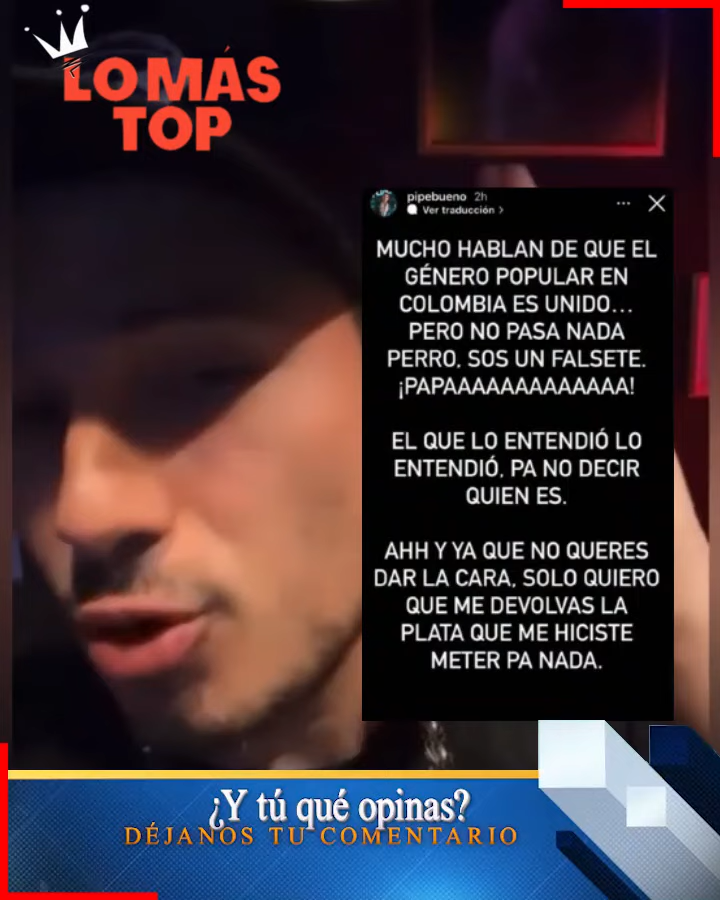 LO MÁS
TOP
pipebueno 2h
Ver traducción >
MUCHO HABLAN DE QUE EL
GÉNERO POPULAR EN
COLOMBIA ES UNIDO...
PERO NO PASA NADA
PERRO, SOS UN FALSETE.
¡PAPAAAAAAAAAAAAA!
EL QUE LO ENTENDIÓ LO
ENTENDIÓ, PA NO DECIR
QUIEN ES.
AHH Y YA QUE NO QUERES
DAR LA CARA, SOLO QUIERO
QUE ME DEVOLVAS LA
PLATA QUE ME HICISTE
METER PA NADA.
¿Y tú qué opinas?
DÉJANOS TU COMENTARIO